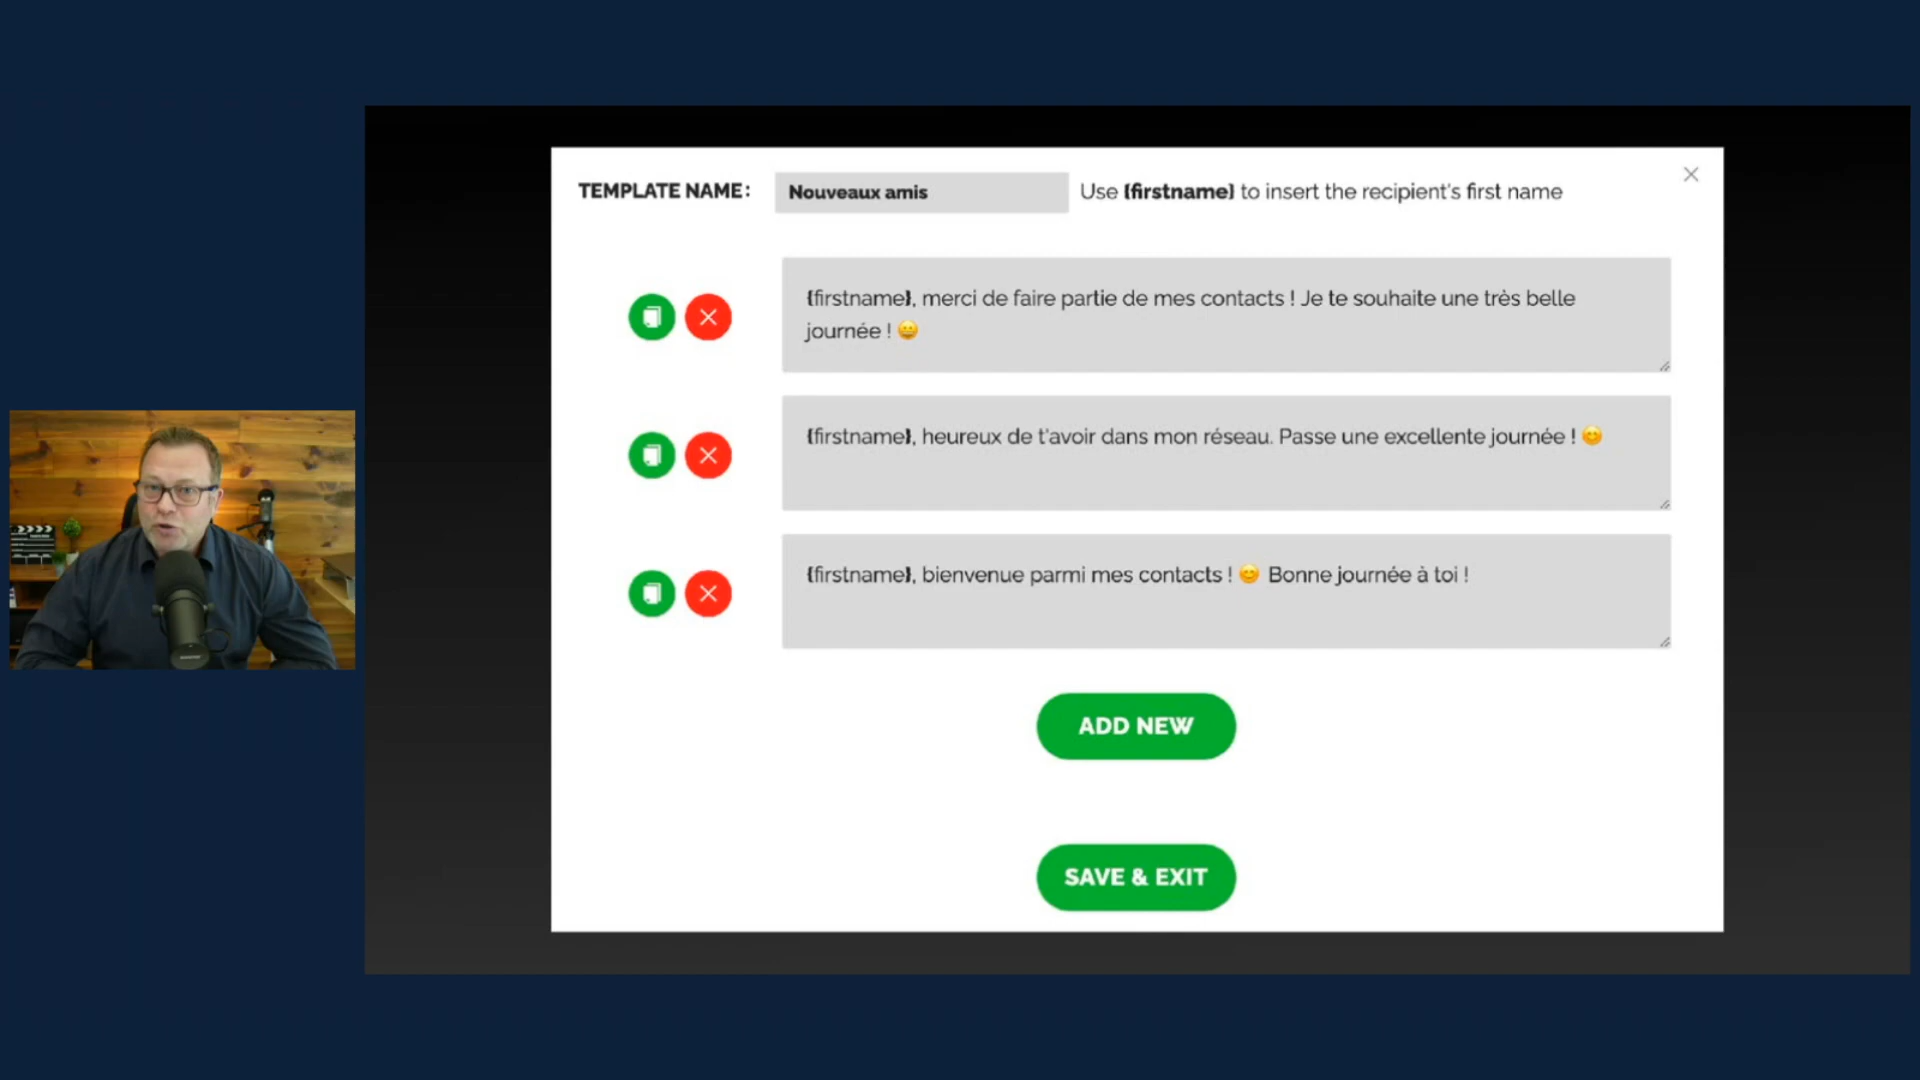 TEMPLATE NAME: Nouveaux amis Use {firstname} to insert the recipient's first name
{firstname}, merci de faire partie de mes contacts ! Je te souhaite une très belle
journée ! 😀
{firstname}, heureux de t'avoir dans mon réseau. Passe une excellente journée ! 😊
{firstname}, bienvenue parmi mes contacts ! 😊 Bonne journée à toi !
ADD NEW
SAVE & EXIT